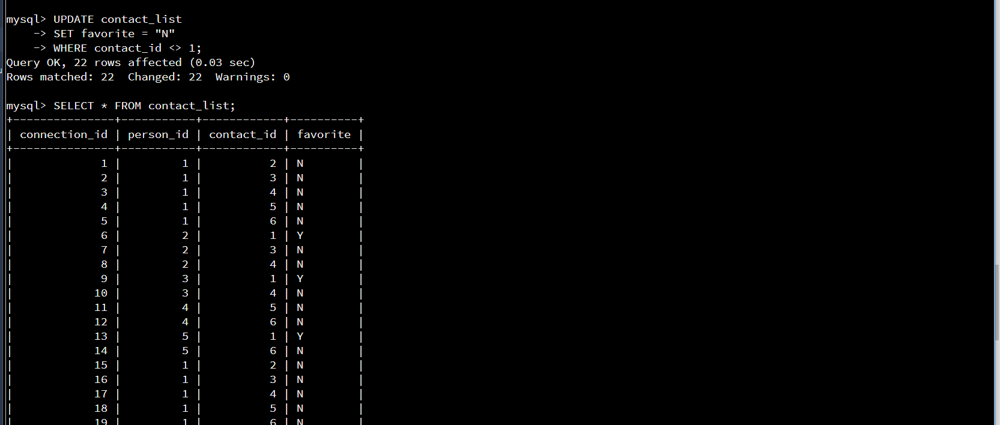 mysql> UPDATE contact_list
    -> SET favorite = "N"
    -> WHERE contact_id <> 1;
Query OK, 22 rows affected (0.03 sec)
Rows matched: 22  Changed: 22  Warnings: 0

mysql> SELECT * FROM contact_list;
+---------------+-----------+------------+----------+
| connection_id | person_id | contact_id | favorite |
+---------------+-----------+------------+----------+
|             1 |         1 |          2 | N        |
|             2 |         1 |          3 | N        |
|             3 |         1 |          4 | N        |
|             4 |         1 |          5 | N        |
|             5 |         1 |          6 | N        |
|             6 |         2 |          1 | Y        |
|             7 |         2 |          3 | N        |
|             8 |         2 |          4 | N        |
|             9 |         3 |          1 | Y        |
|            10 |         3 |          4 | N        |
|            11 |         4 |          5 | N        |
|            12 |         4 |          6 | N        |
|            13 |         5 |          1 | Y        |
|            14 |         5 |          6 | N        |
|            15 |         1 |          2 | N        |
|            16 |         1 |          3 | N        |
|            17 |         1 |          4 | N        |
|            18 |         1 |          5 | N        |
|            19 |         1 |          6 | N        |